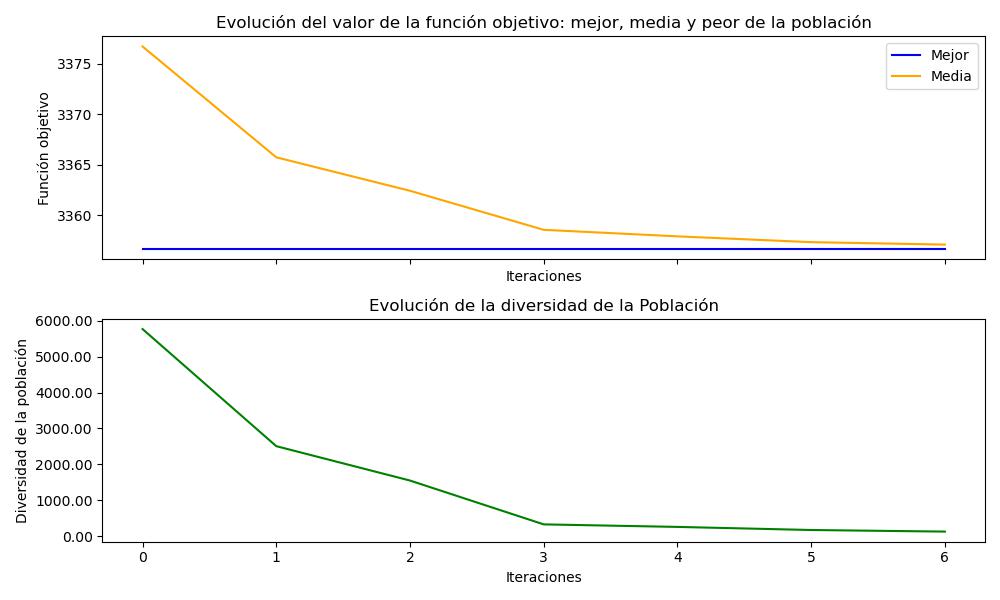 Evolución del valor de la función objetivo: mejor, media y peor de la población
3375
3370
3365
3360
Función objetivo
Mejor
Media
Iteraciones
Evolución de la diversidad de la Población
6000.00
5000.00
4000.00
3000.00
2000.00
1000.00
0.00
Diversidad de la población
0 1 2 3 4 5 6
Iteraciones